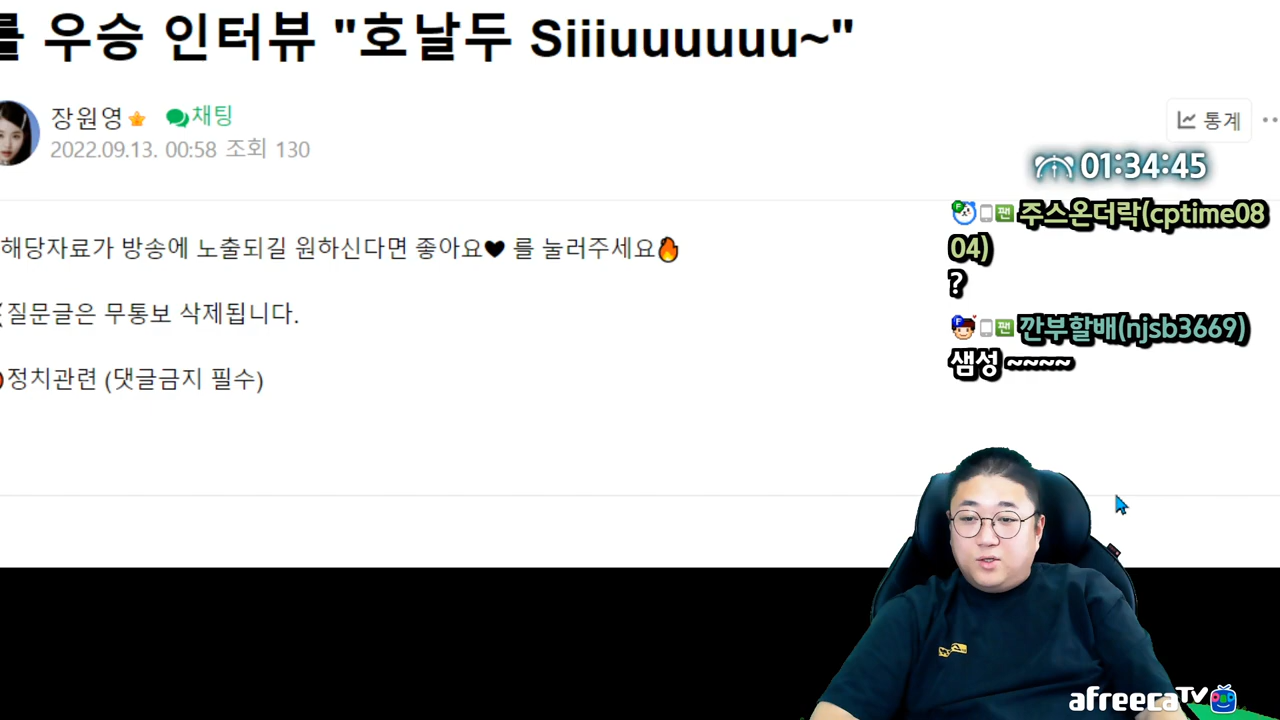 를 우승 인터뷰 "호날두 Siiiuuuuuu~"
장원영 채팅
2022.09.13. 00:58 조회 130
통계
01:34:45
주스온더락(cptime08
04)
?
깐부할배(njsb3669)
샘성 ~~~~
해당자료가 방송에 노출되길 원하신다면 좋아요🖤 를 눌러주세요🔥
질문글은 무통보 삭제됩니다.
정치관련 (댓글금지 필수)
afreecaTV